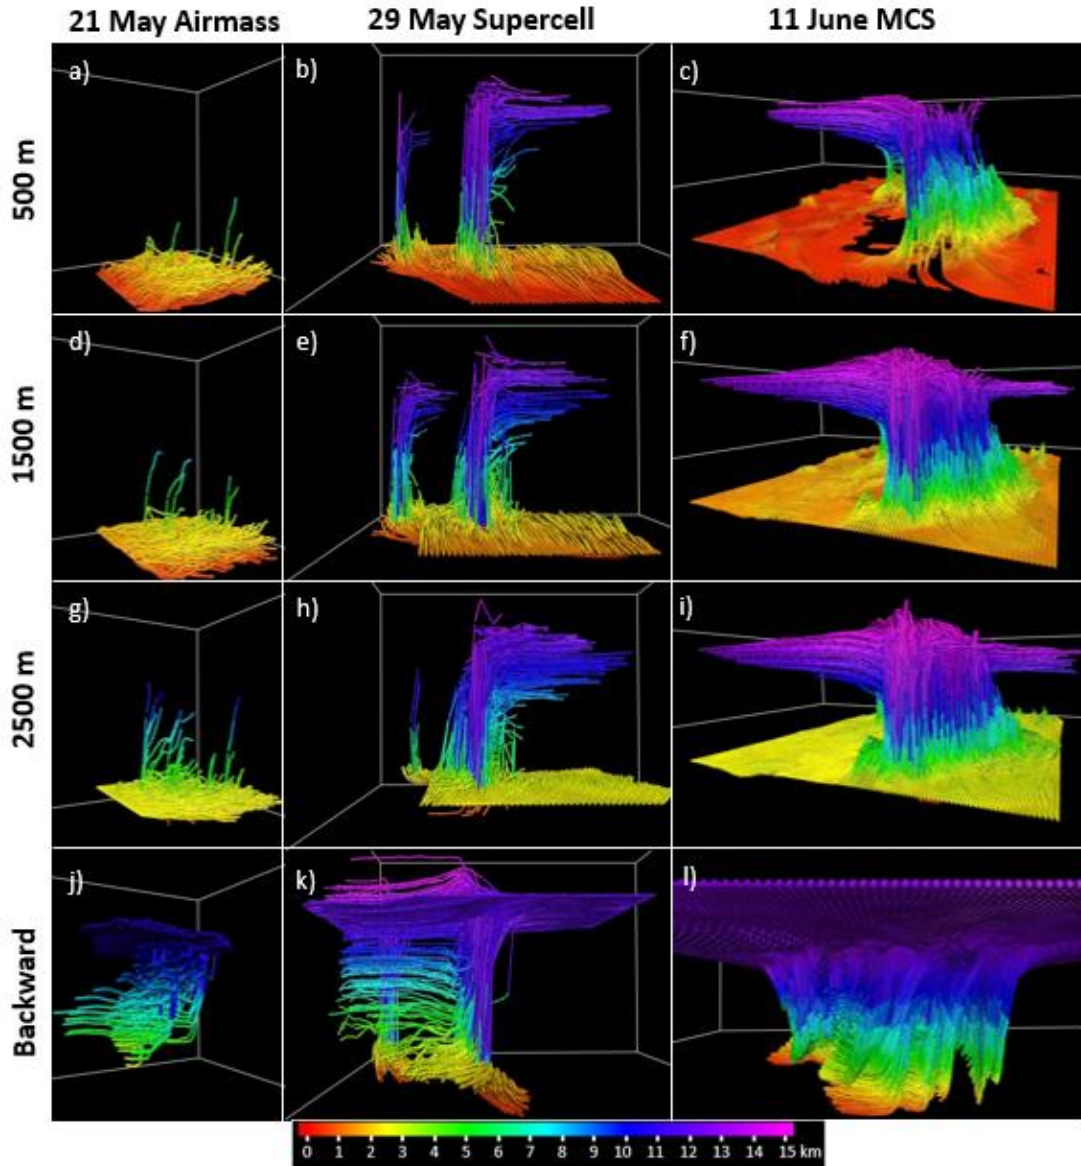 21 May Airmass 29 May Supercell 11 June MCS
500 m
a) b) c)
1500 m
d) e) f)
2500 m
g) h) i)
Backward
j) k) l)
0 1 2 3 4 5 6 7 8 9 10 11 12 13 14 15 km